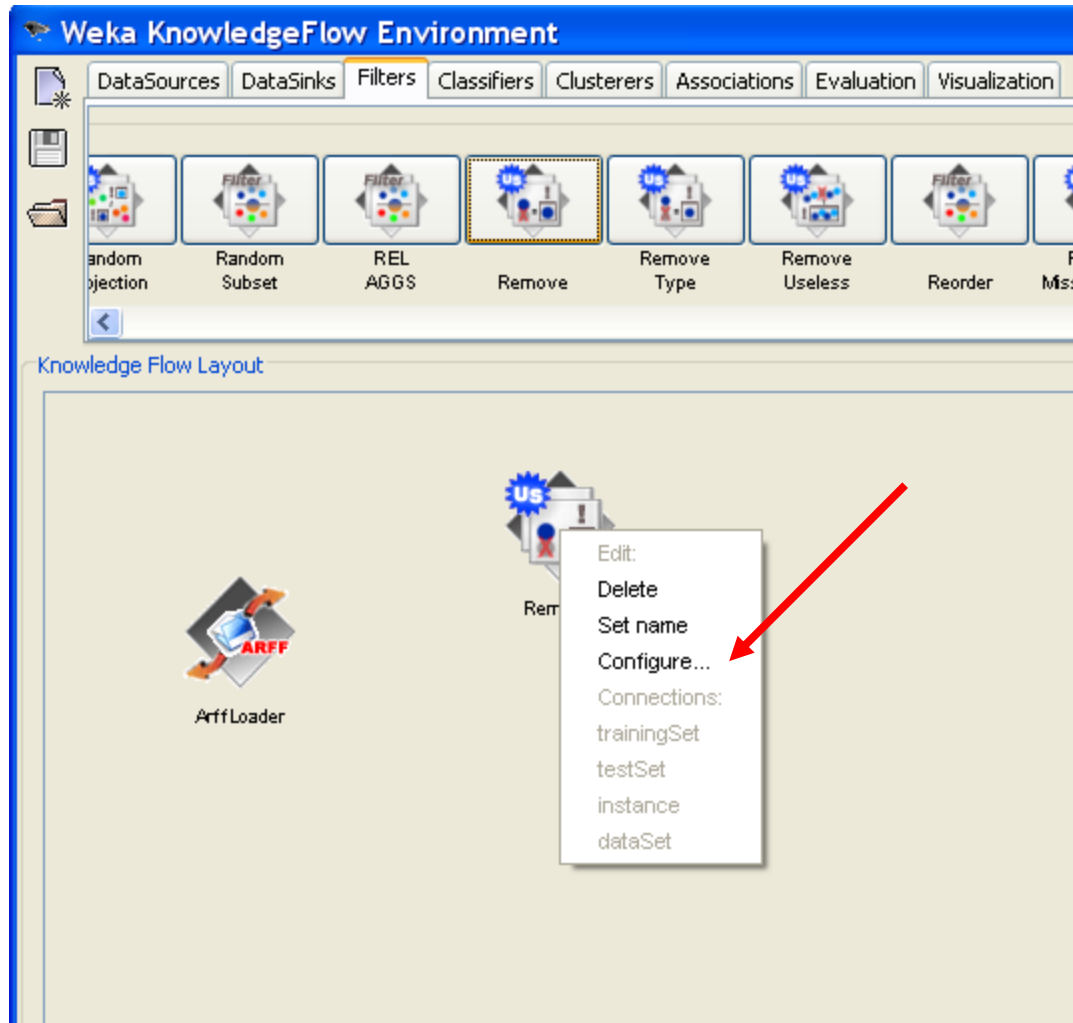 Weka KnowledgeFlow Environment
DataSources DataSinks Filters Classifiers Clusterers Associations Evaluation Visualization
Filter Filter Us Us Us Filter
andom Random REL Remove Remove
ojection Subset AGGS Remove Type Useless Reorder Miss
Knowledge Flow Layout
Us
Edit:
Delete
Rem Set name
ARFF
Configure...
Connections:
ArffLoader
trainingSet
testSet
instance
dataSet